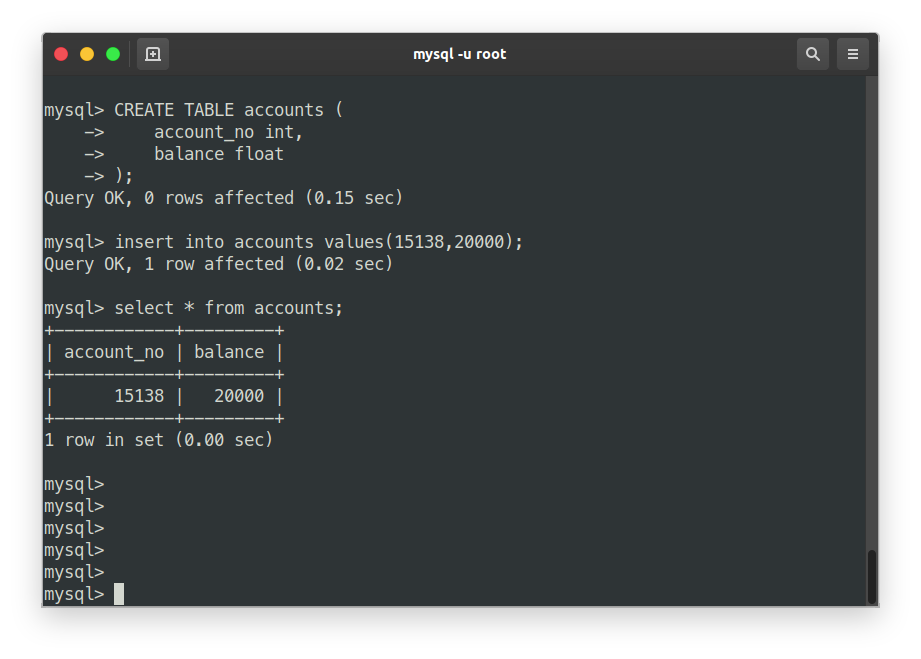 mysql -u root
mysql> CREATE TABLE accounts (
    ->     account_no int,
    ->     balance float
    -> );
Query OK, 0 rows affected (0.15 sec)
mysql> insert into accounts values(15138,20000);
Query OK, 1 row affected (0.02 sec)
mysql> select * from accounts;
+------------+---------+
| account_no | balance |
+------------+---------+
|      15138 |   20000 |
+------------+---------+
1 row in set (0.00 sec)
mysql>
mysql>
mysql>
mysql>
mysql>
mysql>